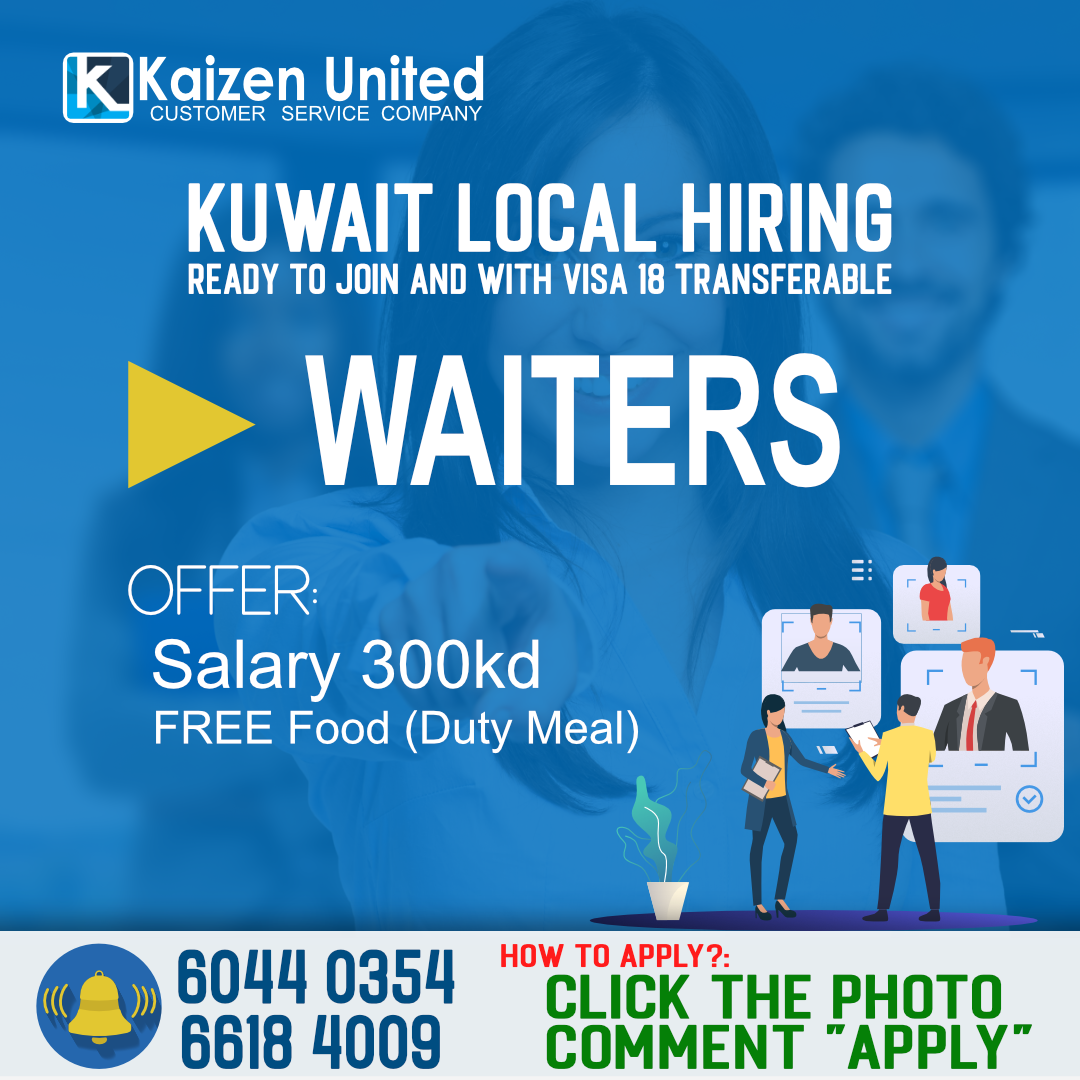 Kaizen United
CUSTOMER SERVICE COMPANY
KUWAIT LOCAL HIRING
READY TO JOIN AND WITH VISA 18 TRANSFERABLE
WAITERS
OFFER:
Salary 300kd
FREE Food (Duty Meal)
6044 0354
6618 4009
HOW TO APPLY?:
CLICK THE PHOTO
COMMENT "APPLY"